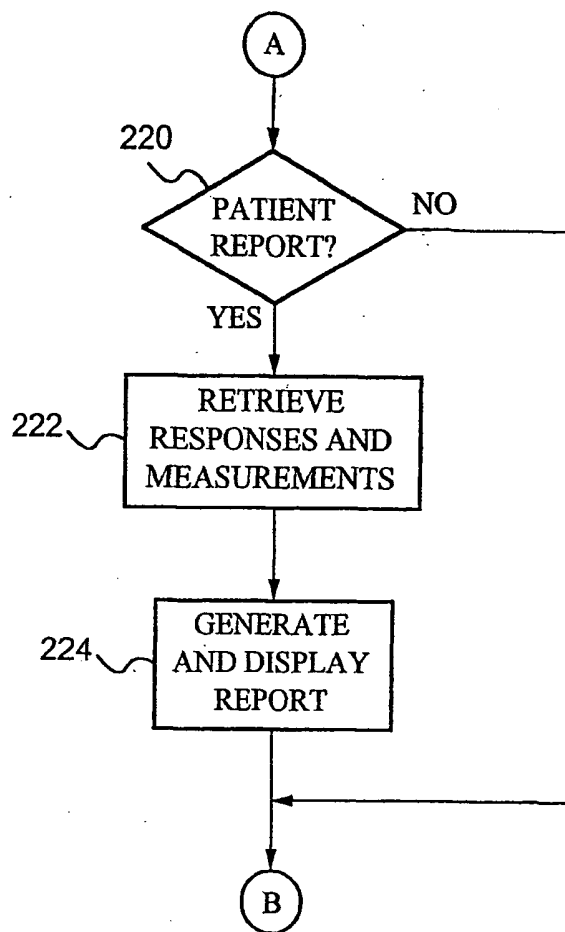 A
220
PATIENT
REPORT?
NO
YES
222
RETRIEVE
RESPONSES AND
MEASUREMENTS
224
GENERATE
AND DISPLAY
REPORT
B